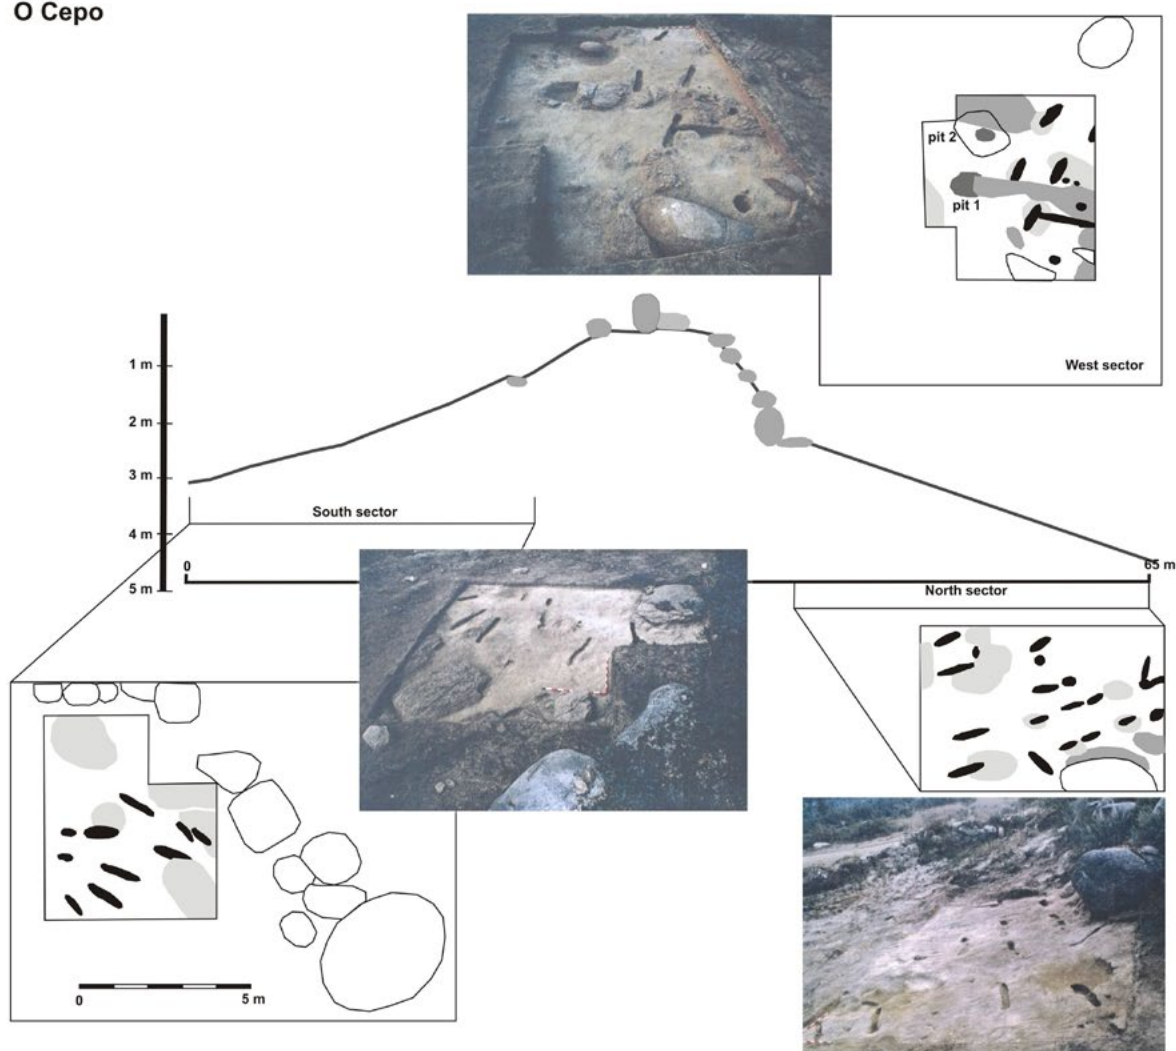 O Cepo
pit 2
pit 1
West sector
1 m
2 m
3 m
4 m
5 m
South sector
0
65 m
North sector
0
5 m